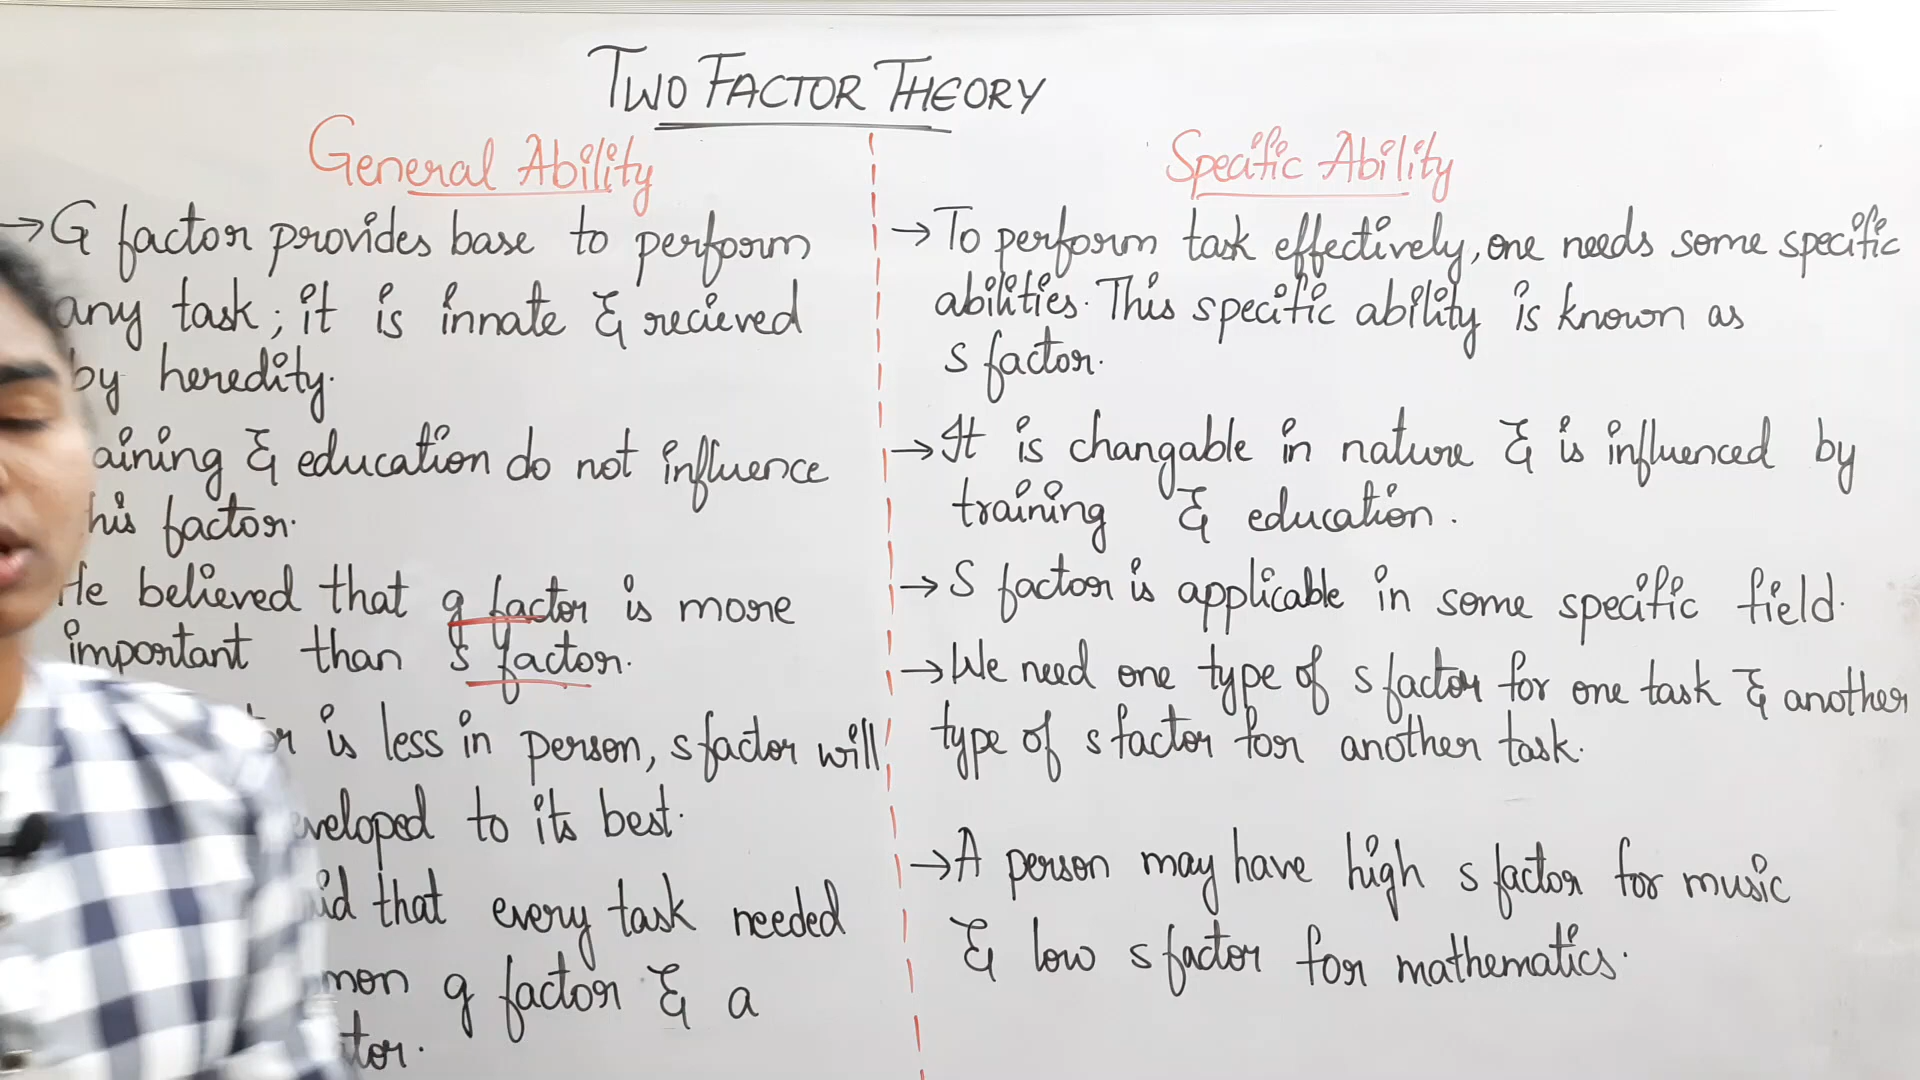 TWO FACTOR THEORY
General Ability
→ G factor provides base to perform
any task; it is innate & recieved
by heredity.
aining & education do not influence
his factor.
He believed that g factor is more
important than s factor.
is less in person, s factor will
eveloped to its best.
that every task needed
g factor & a
Specific Ability
→ To perform task effectively, one needs some specific
abilities. This specific ability is known as
s factor.
→ It is changable in nature & is influenced by
training & education.
→ S factor is applicable in some specific field.
→ We need one type of s factor for one task & another
type of s factor for another task.
→ A person may have high s factor for music
& low s factor for mathematics.